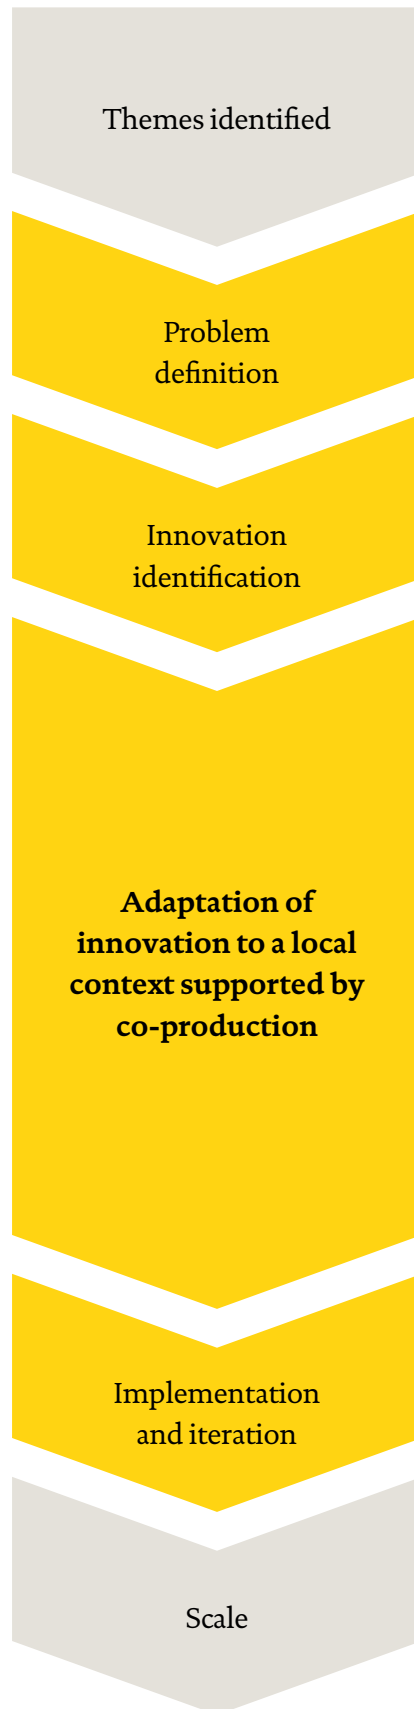 Themes identified
Problem
definition
Innovation
identification
Adaptation of
innovation to a local
context supported by
co-production
Implementation
and iteration
Scale